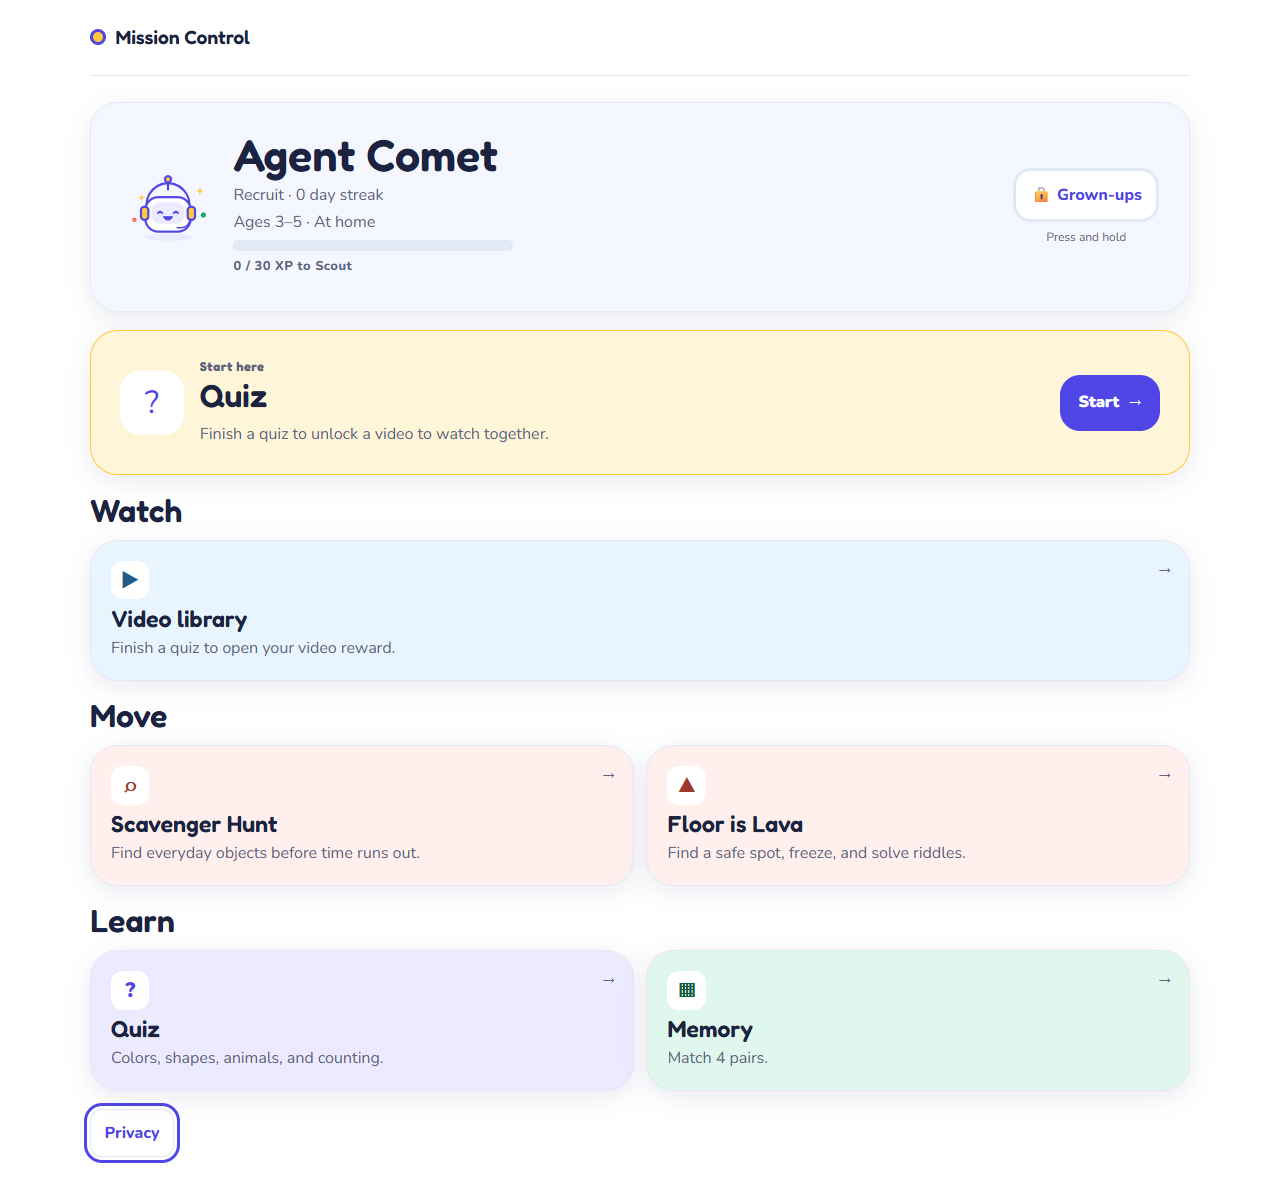 Mission Control
Agent Comet
Recruit · 0 day streak
Ages 3–5 · At home
0 / 30 XP to Scout
🔒 Grown-ups
Press and hold
Start here
?
Quiz
Finish a quiz to unlock a video to watch together.
Start →
Watch
▶
→
Video library
Finish a quiz to open your video reward.
Move
→
Scavenger Hunt
Find everyday objects before time runs out.
▲
→
Floor is Lava
Find a safe spot, freeze, and solve riddles.
Learn
?
→
Quiz
Colors, shapes, animals, and counting.
▦
→
Memory
Match 4 pairs.
Privacy